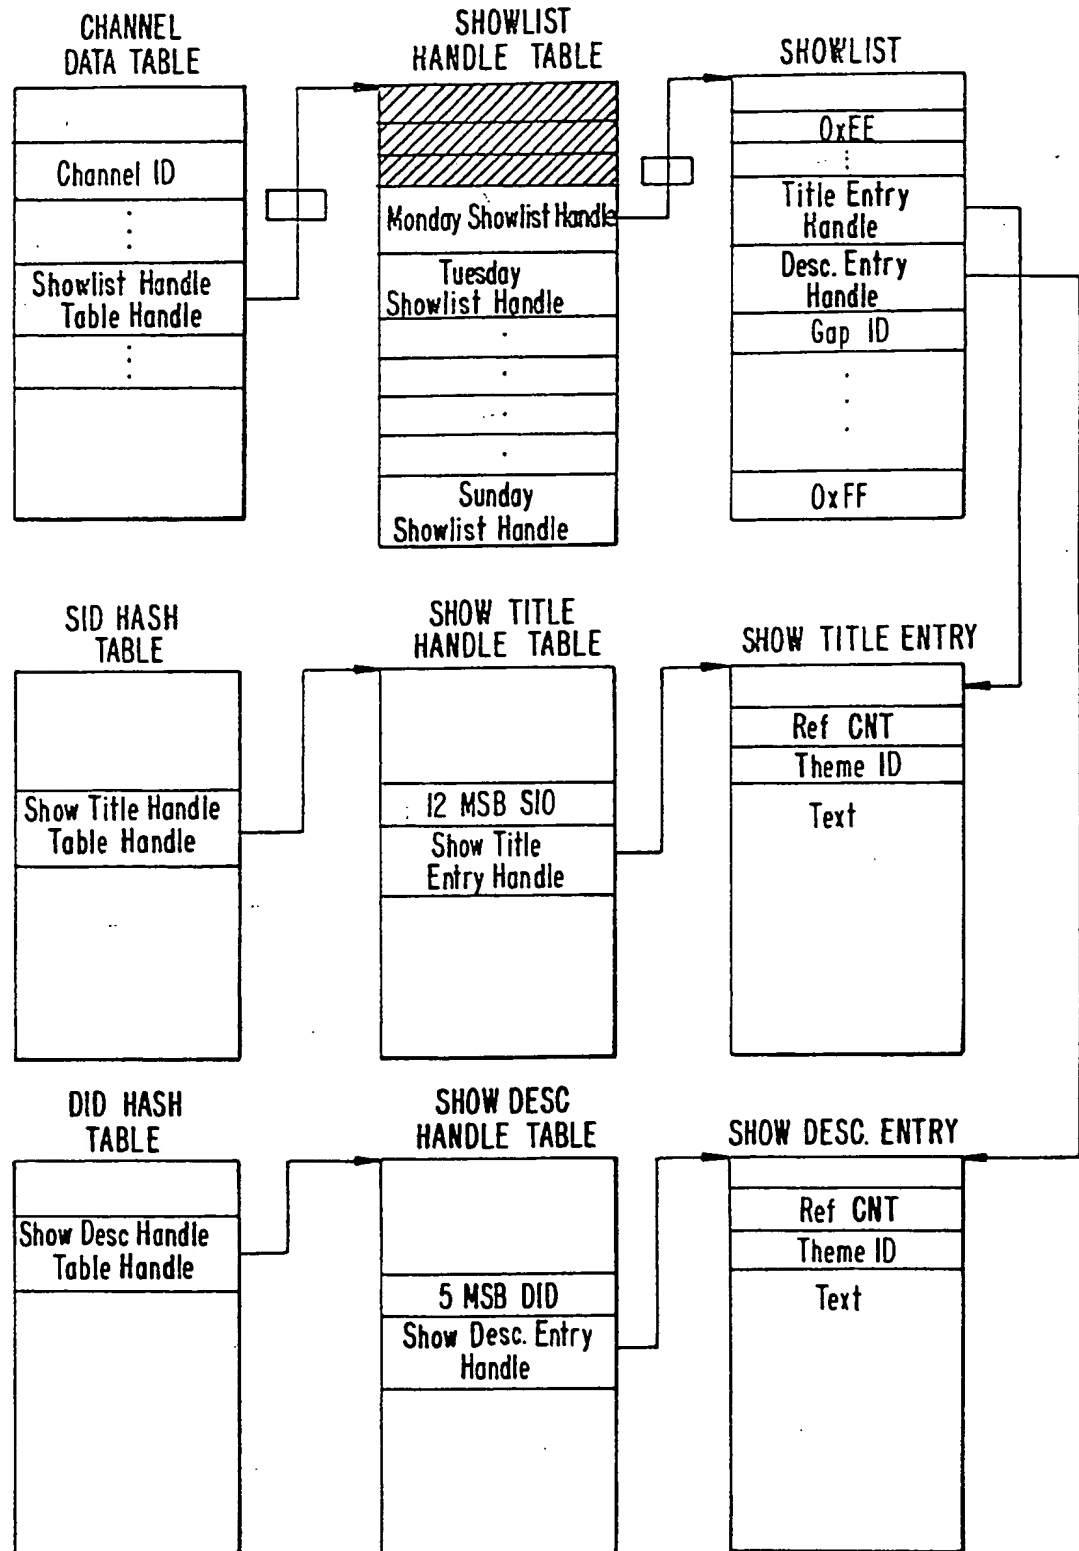 CHANNEL
DATA TABLE
Channel ID
Showlist Handle
Table Handle
SHOWLIST
HANDLE TABLE
Monday Showlist Handle
Tuesday
Showlist Handle
Sunday
Showlist Handle
SHOWLIST
0xEE
Title Entry
Handle
Desc. Entry
Handle
Gap ID
0xFF
SID HASH
TABLE
Show Title Handle
Table Handle
SHOW TITLE
HANDLE TABLE
12 MSB SIO
Show Title
Entry Handle
SHOW TITLE ENTRY
Ref CNT
Theme ID
Text
DID HASH
TABLE
Show Desc Handle
Table Handle
SHOW DESC
HANDLE TABLE
5 MSB DID
Show Desc. Entry
Handle
SHOW DESC. ENTRY
Ref CNT
Theme ID
Text